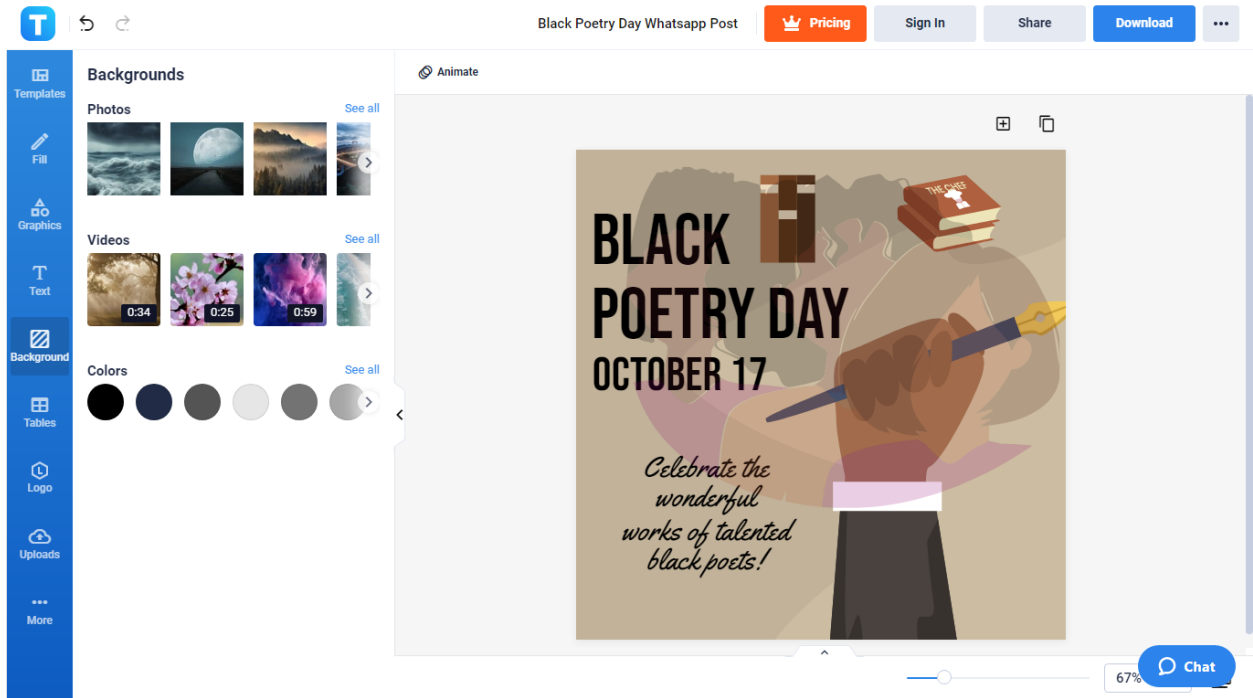 T
Black Poetry Day Whatsapp Post
Pricing
Sign In
Share
Download
Templates
Fill
Graphics
T
Text
Background
Tables
Logo
Uploads
More
Backgrounds
Photos
See all
Videos
See all
0:34
0:25
0:59
Colors
See all
Animate
THE CHEF
BLACK
POETRY DAY
OCTOBER 17
Celebrate the
wonderful
works of talented
black poets!
67%
Chat